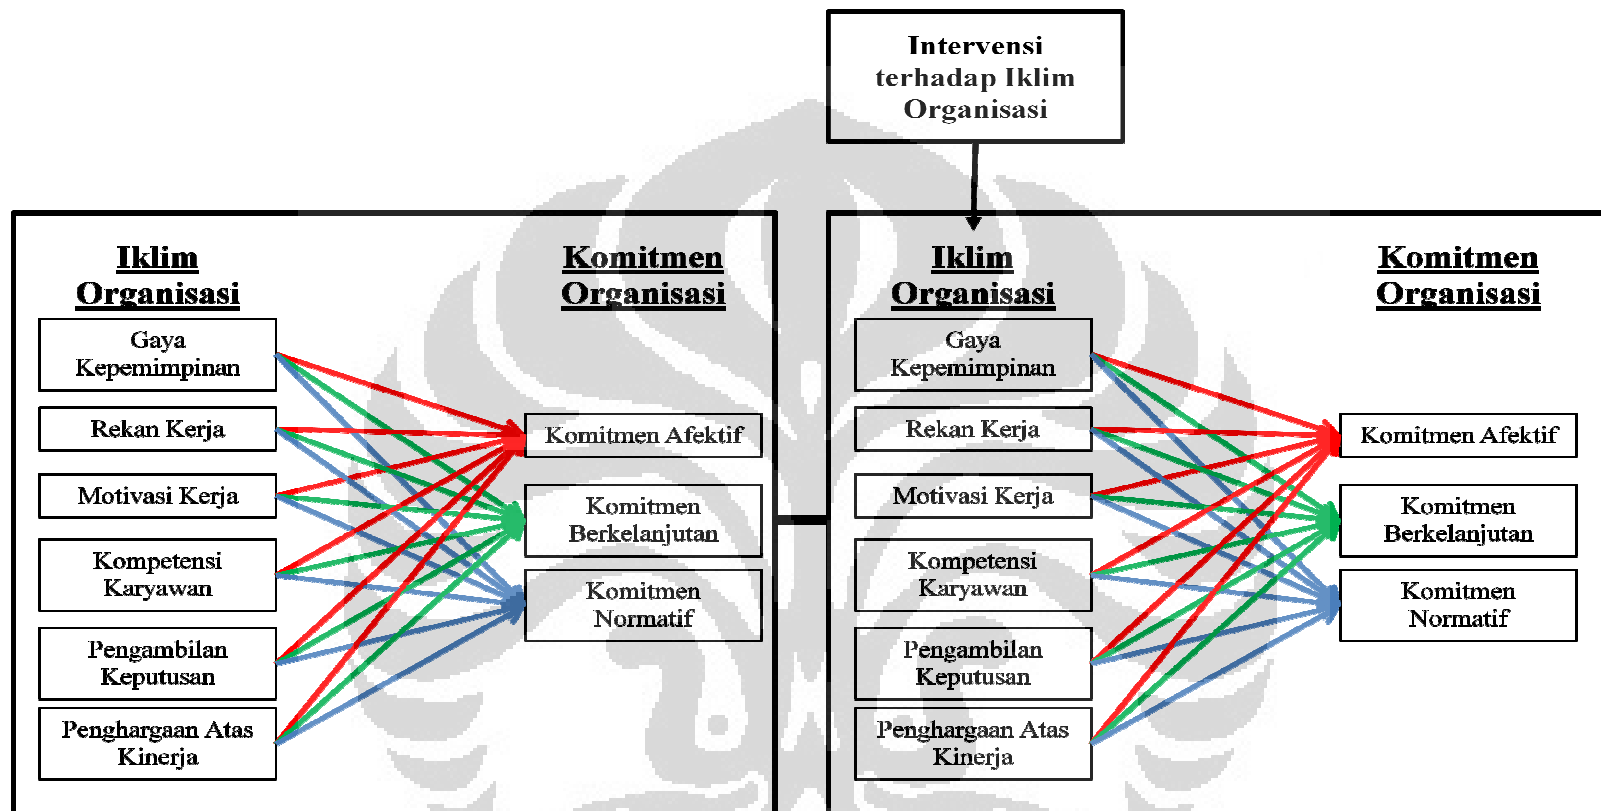 Intervensi
terhadap Iklim
Organisasi
Iklim
Organisasi
Komitmen
Organisasi
Gaya
Kepemimpinan
Rekan Kerja
Motivasi Kerja
Kompetensi
Karyawan
Pengambilan
Keputusan
Penghargaan Atas
Kinerja
Komitmen Afektif
Komitmen
Berkelanjutan
Komitmen
Normatif
Iklim
Organisasi
Komitmen
Organisasi
Gaya
Kepemimpinan
Rekan Kerja
Motivasi Kerja
Kompetensi
Karyawan
Pengambilan
Keputusan
Penghargaan Atas
Kinerja
Komitmen Afektif
Komitmen
Berkelanjutan
Komitmen
Normatif